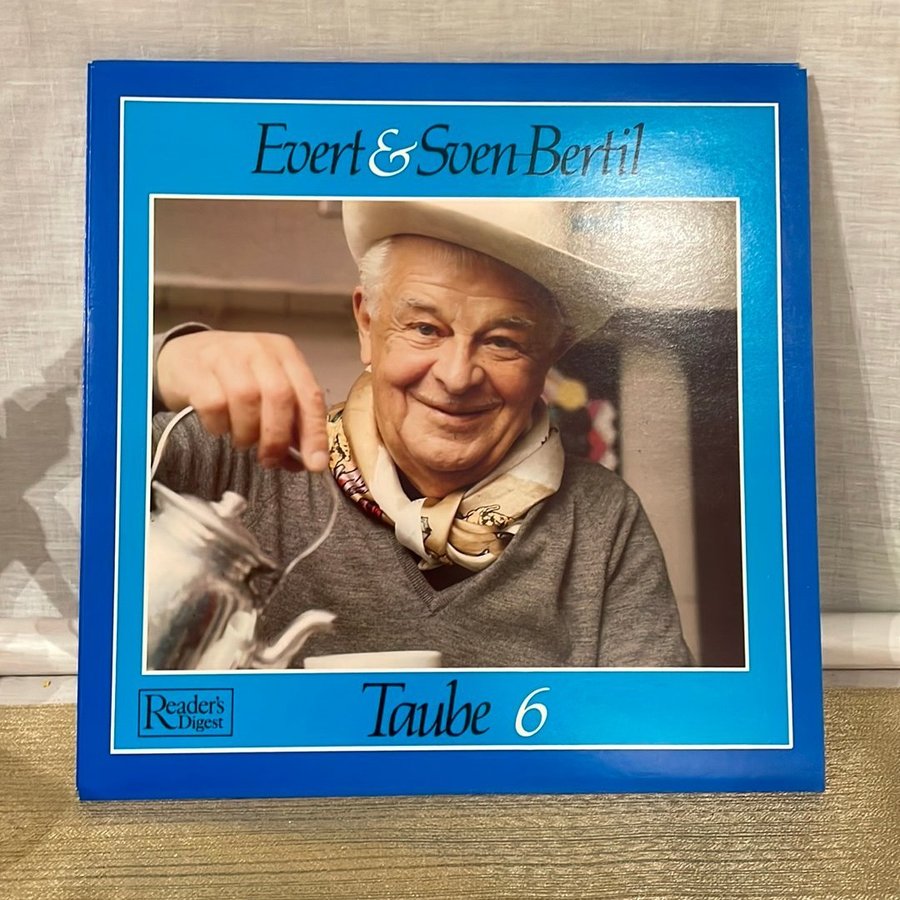 Evert & Sven-Bertil
Reader's
Digest
Taube 6